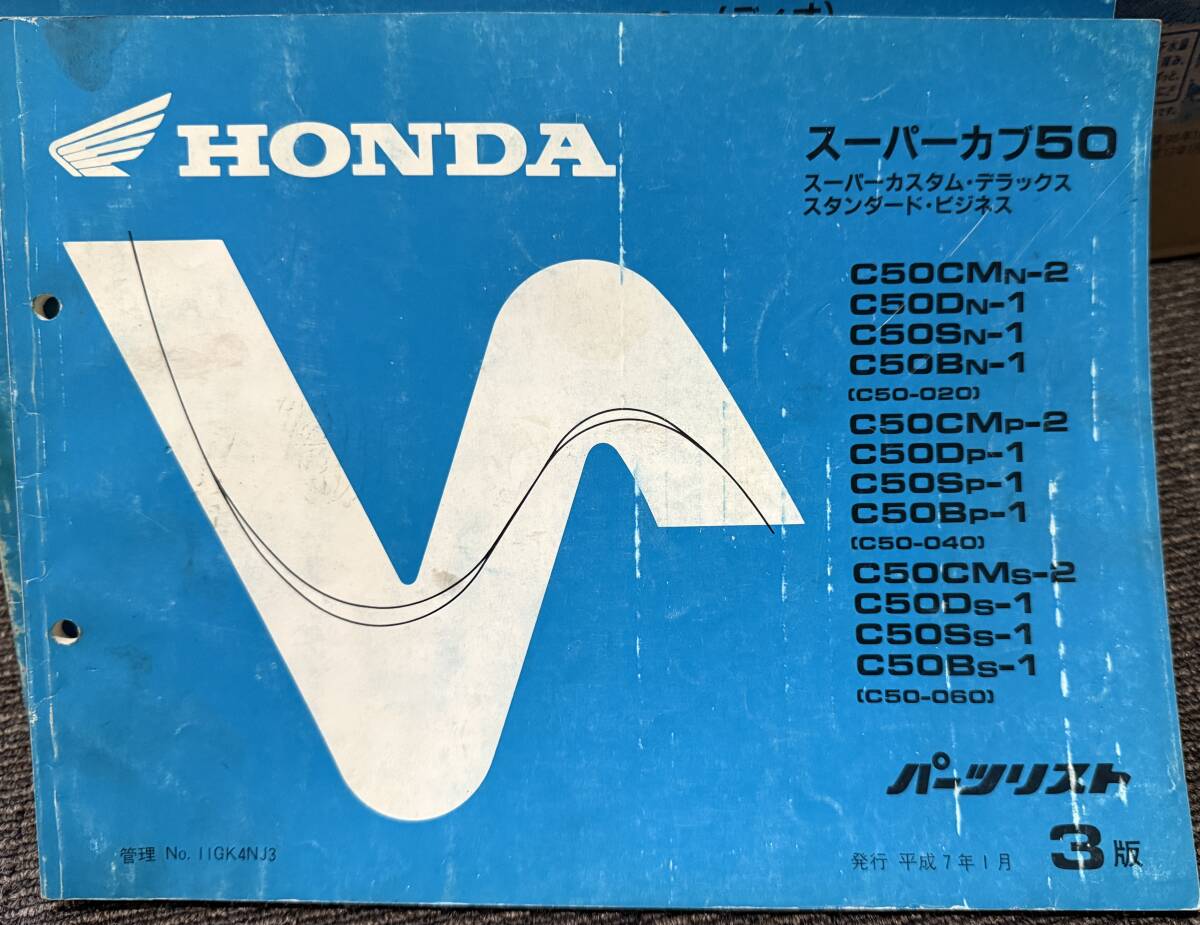 (ディオ)
HONDA
スーパーカブ50
スーパーカスタム・デラックス
スタンダード・ビジネス
C50CMN-2
C50DN-1
C50SN-1
C50BN-1
(C50-020)
C50CMP-2
C50DP-1
C50SP-1
C50BP-1
(C50-040)
C50CMS-2
C50DS-1
C50SS-1
C50BS-1
(C50-060)
パーツリスト
3版
管理 No. 11GK4NJ3
発行 平成7年1月